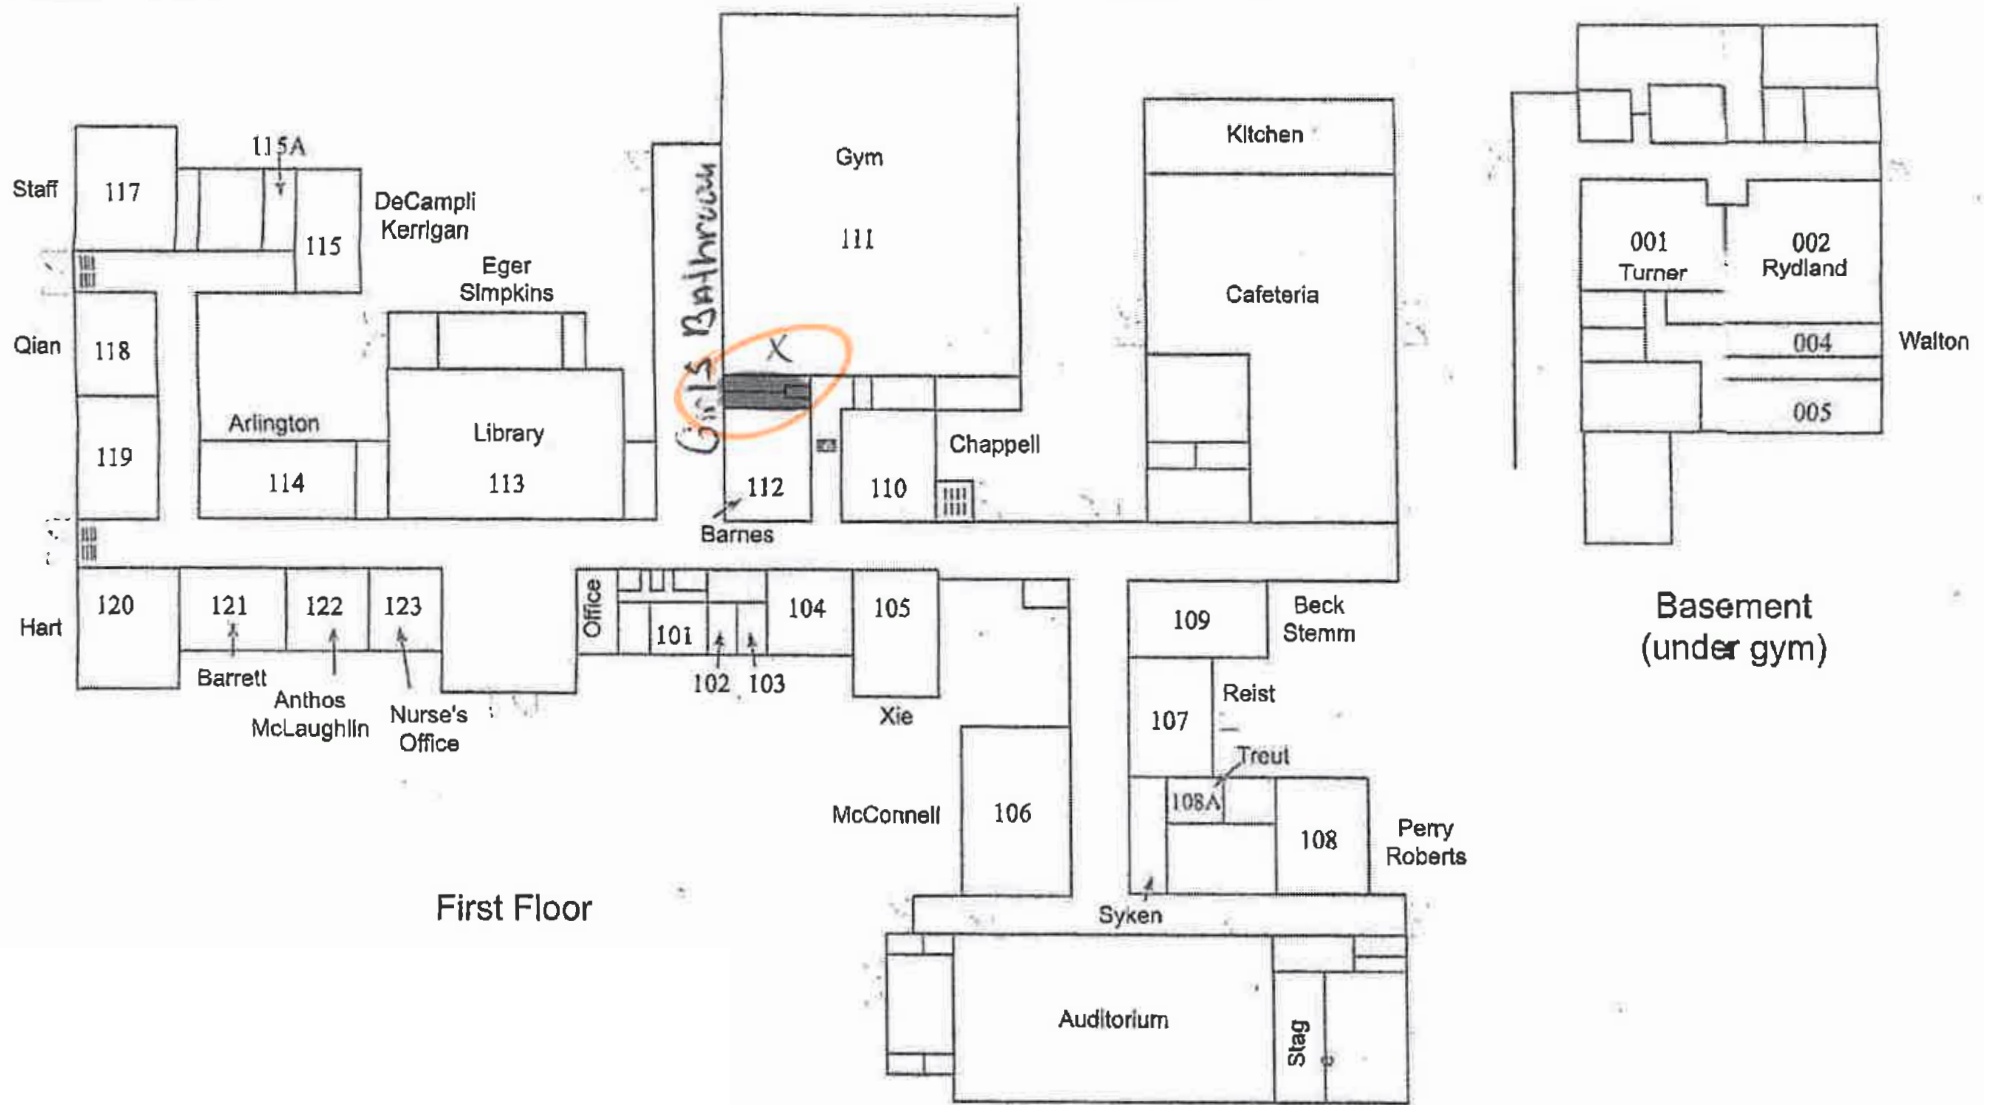 Staff
117
115A
DeCampli
Kerrigan
115
Eger
Simpkins
Qian
118
119
Arlington
114
Library
113
Girls Bathroom
Gym
111
X
112
Barnes
110
Chappell
Kitchen
Cafeteria
001
Turner
002
Rydland
004
Walton
005
Basement
(under gym)
Hart
120
121
Barrett
122
Anthos
McLaughlin
123
Nurse's
Office
Office
101
102
103
104
105
Xie
109
Beck
Stemm
107
Reist
Treut
108A
McConnell
106
108
Perry
Roberts
Syken
First Floor
Auditorium
Stag
e